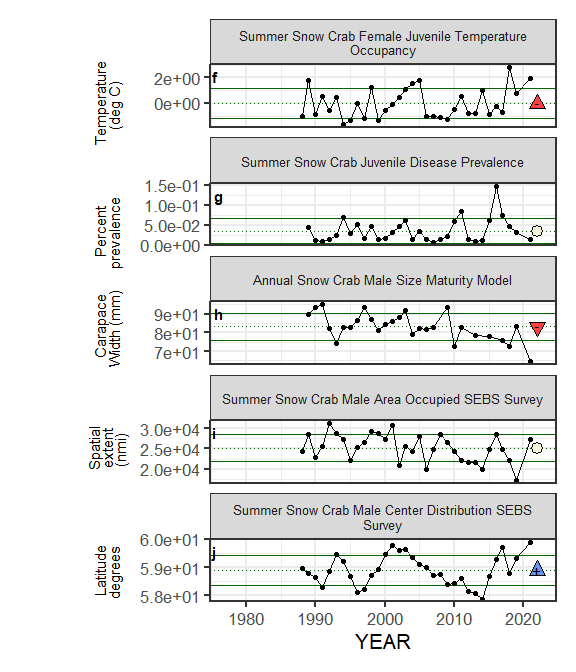 Summer Snow Crab Female Juvenile Temperature
Occupancy
Temperature
(deg C)
2e+00
0e+00
f
-
Summer Snow Crab Juvenile Disease Prevalence
Percent
prevalence
1.5e-01
1.0e-01
5.0e-02
0.0e+00
g
Annual Snow Crab Male Size Maturity Model
Carapace
Width (mm)
9e+01
8e+01
7e+01
h
-
Summer Snow Crab Male Area Occupied SEBS Survey
Spatial
extent
(nmi)
3.0e+04
2.5e+04
2.0e+04
i
Summer Snow Crab Male Center Distribution SEBS
Survey
Latitude
degrees
6.0e+01
5.9e+01
5.8e+01
j
+
1980
1990
2000
2010
2020
YEAR